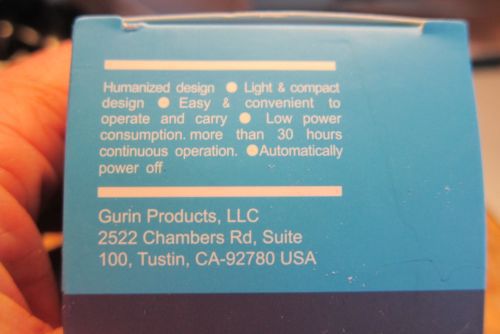 Humanized design ● Light & compact
design ● Easy & convenient to
operate and carry ● Low power
consumption. more than 30 hours
continuous operation. ●Automatically
power off
Gurin Products, LLC
2522 Chambers Rd, Suite
100, Tustin, CA-92780 USA